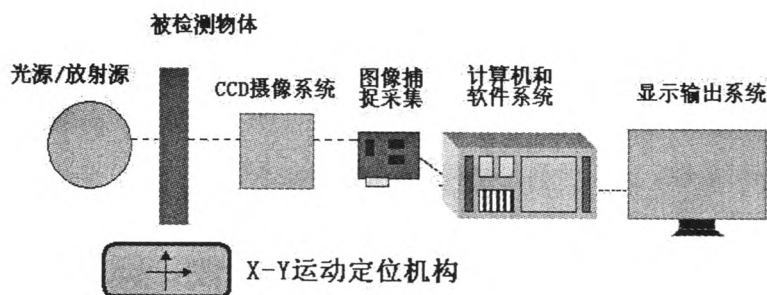 被检测物体
光源/放射源
CCD摄像系统
图像捕
捉采集
计算机和
软件系统
显示输出系统
X-Y运动定位机构